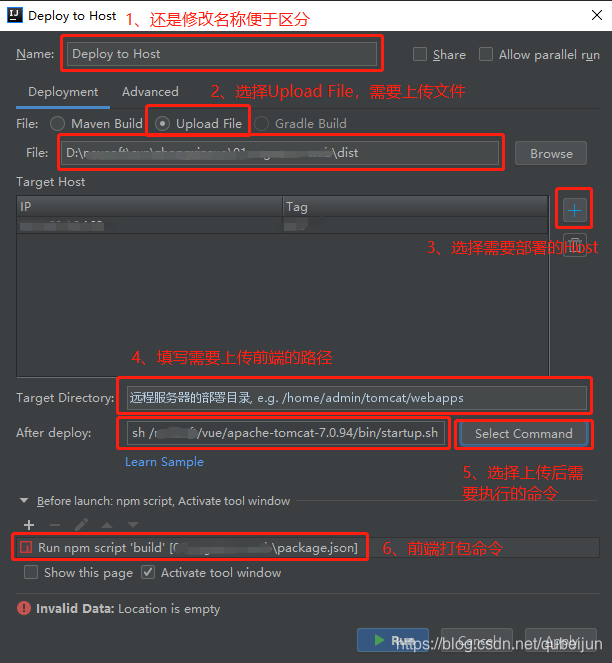 Deploy to Host
1、还是修改名称便于区分
Name: Deploy to Host Share Allow parallel run
Deployment Advanced
2、选择Upload File，需要上传文件
File: Maven Build Upload File Gradle Build
File: D:\ \dist Browse
Target Host
IP Tag
3、选择需要部署的Host
4、填写需要上传前端的路径
Target Directory: 远程服务器的部署目录, e.g. /home/admin/tomcat/webapps
After deploy: sh / /vue/apache-tomcat-7.0.94/bin/startup.sh Select Command
Learn Sample
5、选择上传后需
要执行的命令
Before launch: npm script, Activate tool window
Run npm script 'build' [ \package.json]
6、前端打包命令
Show this page Activate tool window
Invalid Data: Location is empty
Run Cancel Apply
https://blog.csdn.net/qubeijun